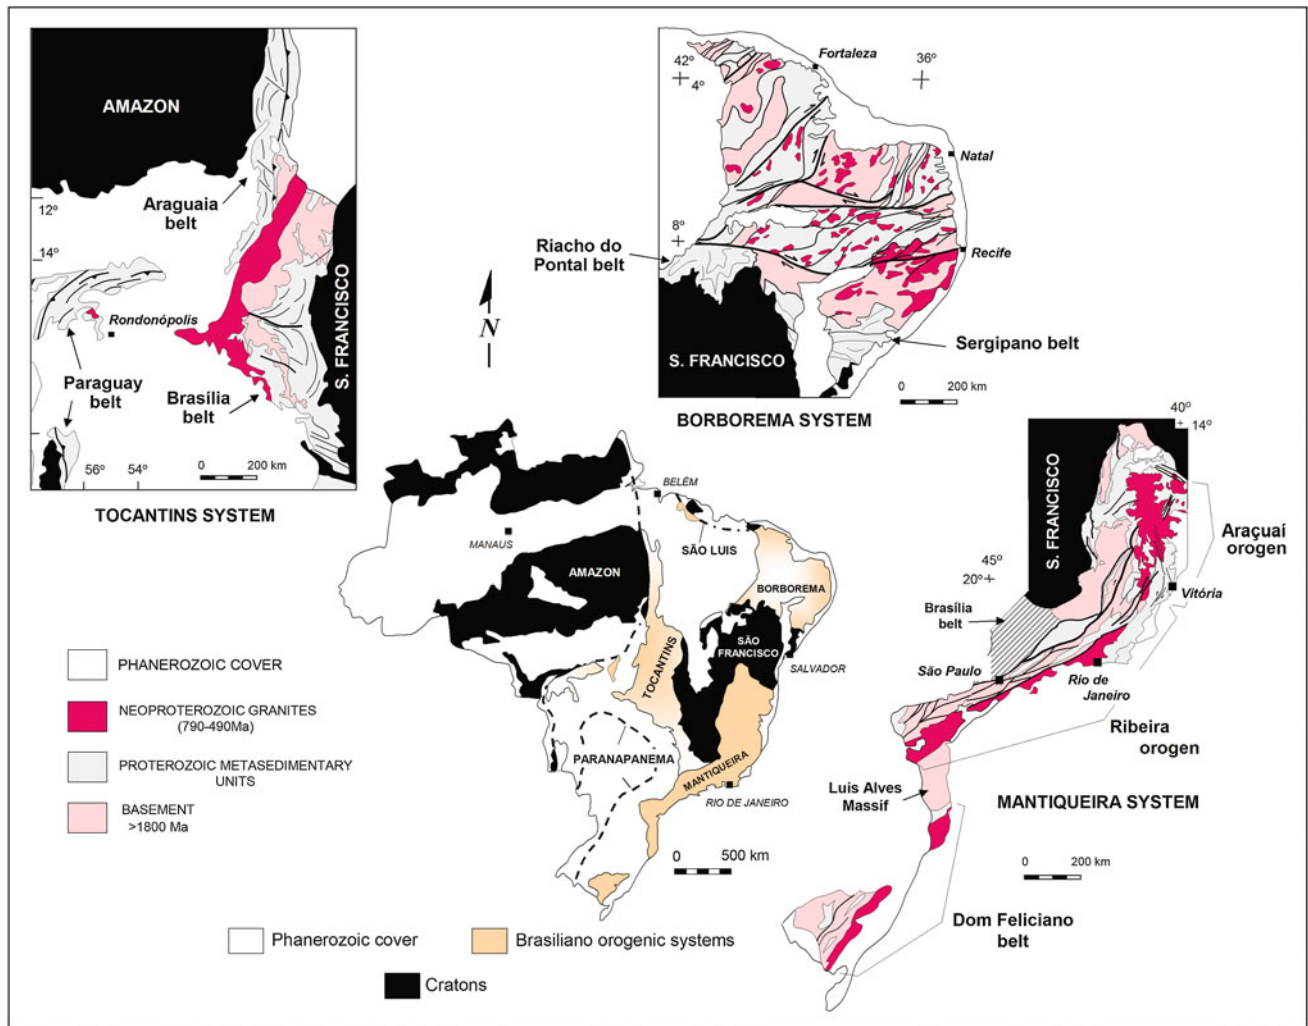 AMAZON
Araguaia
belt
12º
14º
S. FRANCISCO
Rondonópolis
Paraguay
belt
Brasília
belt
56º 54º
0 200 km
TOCANTINS SYSTEM
N
42º
4º
Fortaleza
36º
Natal
8º
Riacho do
Pontal belt
Recife
S. FRANCISCO
Sergipano belt
0 200 km
BORBOREMA SYSTEM
BELÉM
MANAUS
SÃO LUIS
AMAZON
BORBOREMA
SÃO
FRANCISCO
SALVADOR
TOCANTINS
PARANAPANEMA
MANTIQUEIRA
RIO DE JANEIRO
0 500 km
40º
14º
S. FRANCISCO
Araçuaí
orogen
45º
20º
Vitória
Brasília
belt
São Paulo
Rio de
Janeiro
Ribeira
orogen
Luis Alves
Massif
MANTIQUEIRA SYSTEM
0 200 km
Dom Feliciano
belt
PHANEROZOIC COVER
NEOPROTEROZOIC GRANITES
(790-490Ma)
PROTEROZOIC METASEDIMENTARY
UNITS
BASEMENT
>1800 Ma
Phanerozoic cover
Brasiliano orogenic systems
Cratons